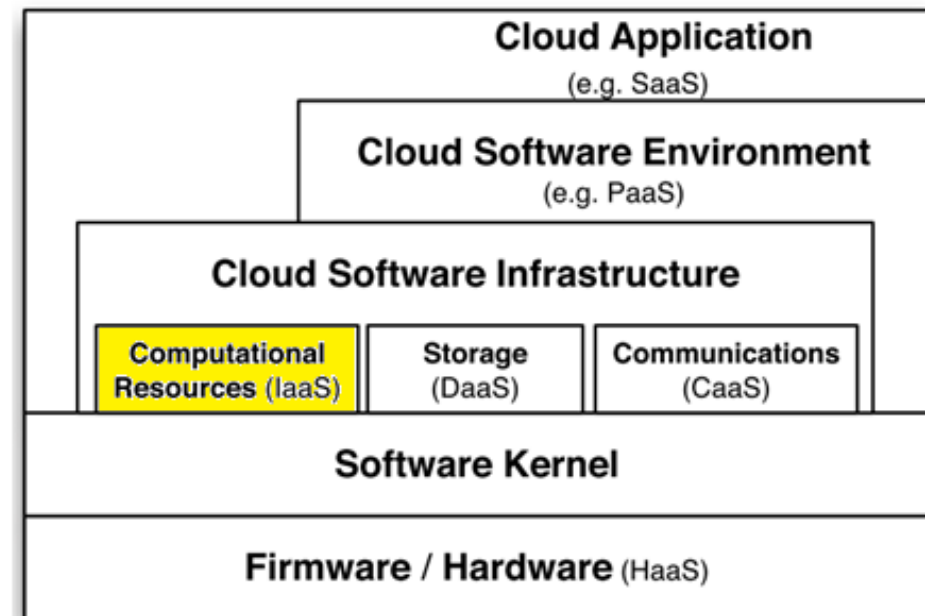 Cloud Application
(e.g. SaaS)
Cloud Software Environment
(e.g. PaaS)
Cloud Software Infrastructure
Computational
Resources (IaaS)
Storage
(DaaS)
Communications
(CaaS)
Software Kernel
Firmware / Hardware (HaaS)